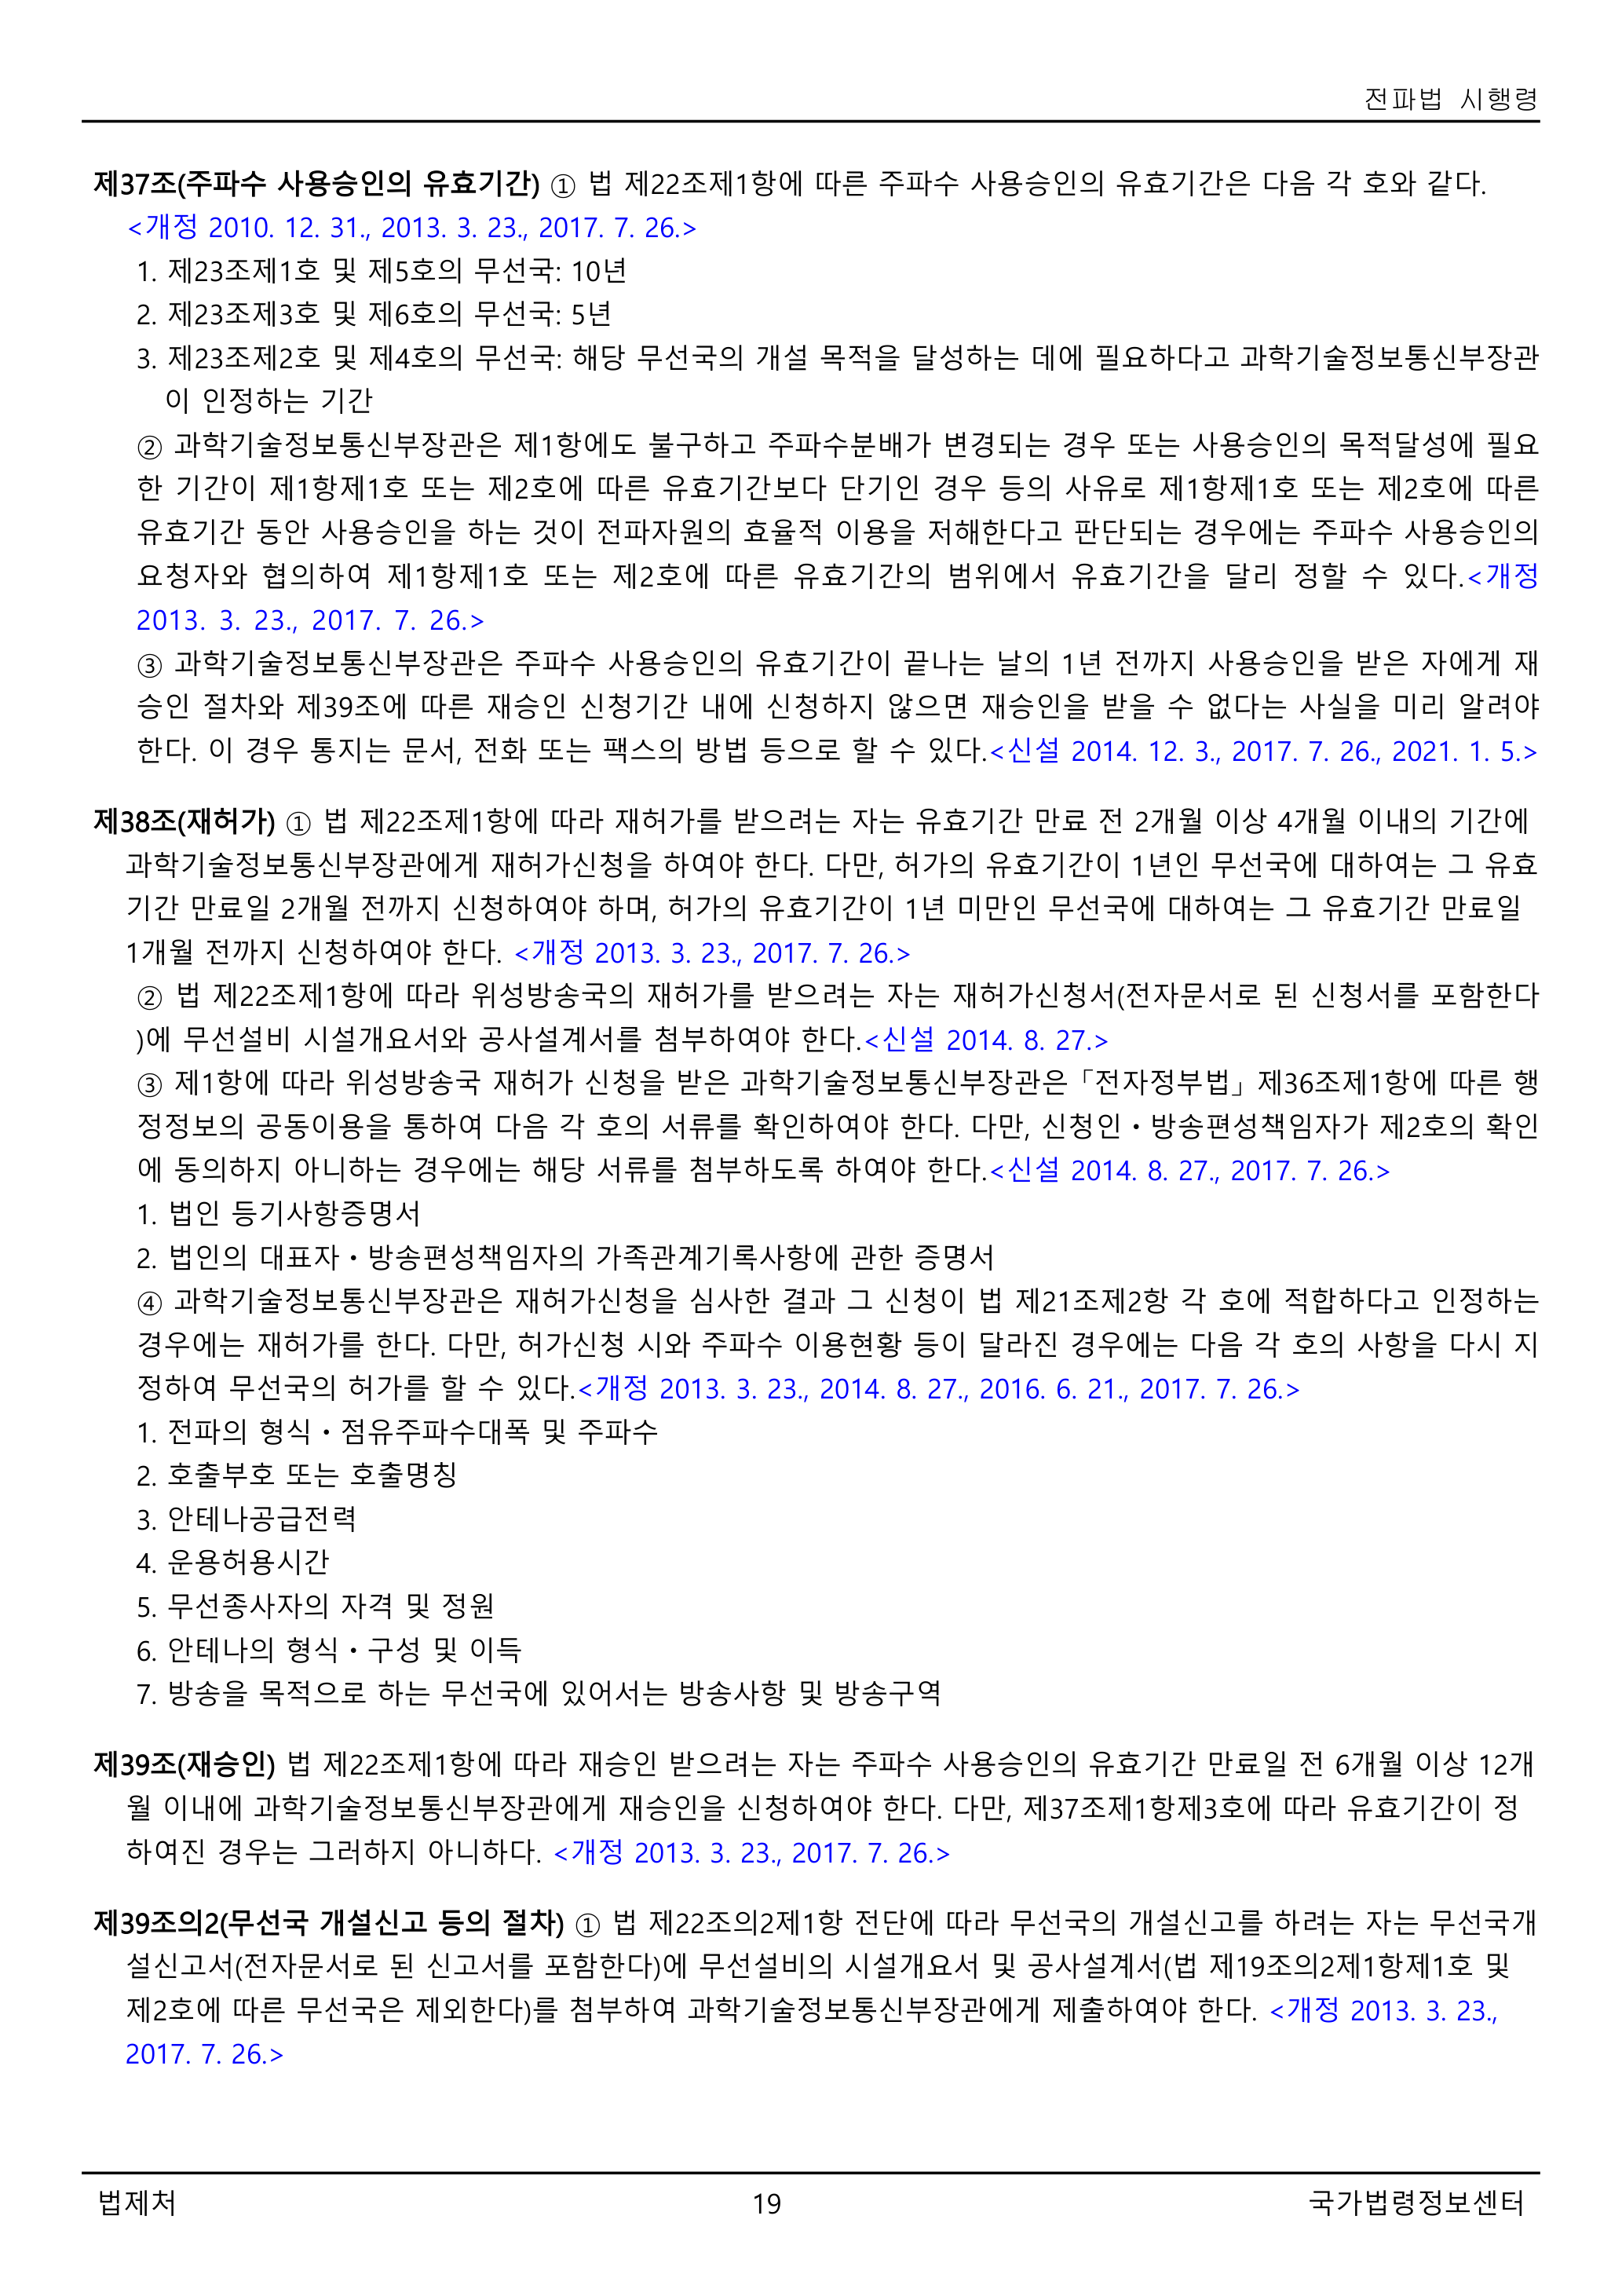 전파법 시행령
제37조(주파수 사용승인의 유효기간) ① 법 제22조제1항에 따른 주파수 사용승인의 유효기간은 다음 각 호와 같다.
<개정 2010. 12. 31., 2013. 3. 23., 2017. 7. 26.>
1. 제23조제1호 및 제5호의 무선국: 10년
2. 제23조제3호 및 제6호의 무선국: 5년
3. 제23조제2호 및 제4호의 무선국: 해당 무선국의 개설 목적을 달성하는 데에 필요하다고 과학기술정보통신부장관
이 인정하는 기간
② 과학기술정보통신부장관은 제1항에도 불구하고 주파수분배가 변경되는 경우 또는 사용승인의 목적달성에 필요
한 기간이 제1항제1호 또는 제2호에 따른 유효기간보다 단기인 경우 등의 사유로 제1항제1호 또는 제2호에 따른
유효기간 동안 사용승인을 하는 것이 전파자원의 효율적 이용을 저해한다고 판단되는 경우에는 주파수 사용승인의
요청자와 협의하여 제1항제1호 또는 제2호에 따른 유효기간의 범위에서 유효기간을 달리 정할 수 있다.<개정
2013. 3. 23., 2017. 7. 26.>
③ 과학기술정보통신부장관은 주파수 사용승인의 유효기간이 끝나는 날의 1년 전까지 사용승인을 받은 자에게 재
승인 절차와 제39조에 따른 재승인 신청기간 내에 신청하지 않으면 재승인을 받을 수 없다는 사실을 미리 알려야
한다. 이 경우 통지는 문서, 전화 또는 팩스의 방법 등으로 할 수 있다.<신설 2014. 12. 3., 2017. 7. 26., 2021. 1. 5.>
제38조(재허가) ① 법 제22조제1항에 따라 재허가를 받으려는 자는 유효기간 만료 전 2개월 이상 4개월 이내의 기간에
과학기술정보통신부장관에게 재허가신청을 하여야 한다. 다만, 허가의 유효기간이 1년인 무선국에 대하여는 그 유효
기간 만료일 2개월 전까지 신청하여야 하며, 허가의 유효기간이 1년 미만인 무선국에 대하여는 그 유효기간 만료일
1개월 전까지 신청하여야 한다. <개정 2013. 3. 23., 2017. 7. 26.>
② 법 제22조제1항에 따라 위성방송국의 재허가를 받으려는 자는 재허가신청서(전자문서로 된 신청서를 포함한다
)에 무선설비 시설개요서와 공사설계서를 첨부하여야 한다.<신설 2014. 8. 27.>
③ 제1항에 따라 위성방송국 재허가 신청을 받은 과학기술정보통신부장관은 「전자정부법」 제36조제1항에 따른 행
정정보의 공동이용을 통하여 다음 각 호의 서류를 확인하여야 한다. 다만, 신청인ㆍ방송편성책임자가 제2호의 확인
에 동의하지 아니하는 경우에는 해당 서류를 첨부하도록 하여야 한다.<신설 2014. 8. 27., 2017. 7. 26.>
1. 법인 등기사항증명서
2. 법인의 대표자ㆍ방송편성책임자의 가족관계기록사항에 관한 증명서
④ 과학기술정보통신부장관은 재허가신청을 심사한 결과 그 신청이 법 제21조제2항 각 호에 적합하다고 인정하는
경우에는 재허가를 한다. 다만, 허가신청 시와 주파수 이용현황 등이 달라진 경우에는 다음 각 호의 사항을 다시 지
정하여 무선국의 허가를 할 수 있다.<개정 2013. 3. 23., 2014. 8. 27., 2016. 6. 21., 2017. 7. 26.>
1. 전파의 형식ㆍ점유주파수대폭 및 주파수
2. 호출부호 또는 호출명칭
3. 안테나공급전력
4. 운용허용시간
5. 무선종사자의 자격 및 정원
6. 안테나의 형식ㆍ구성 및 이득
7. 방송을 목적으로 하는 무선국에 있어서는 방송사항 및 방송구역
제39조(재승인) 법 제22조제1항에 따라 재승인 받으려는 자는 주파수 사용승인의 유효기간 만료일 전 6개월 이상 12개
월 이내에 과학기술정보통신부장관에게 재승인을 신청하여야 한다. 다만, 제37조제1항제3호에 따라 유효기간이 정
하여진 경우는 그러하지 아니하다. <개정 2013. 3. 23., 2017. 7. 26.>
제39조의2(무선국 개설신고 등의 절차) ① 법 제22조의2제1항 전단에 따라 무선국의 개설신고를 하려는 자는 무선국개
설신고서(전자문서로 된 신고서를 포함한다)에 무선설비의 시설개요서 및 공사설계서(법 제19조의2제1항제1호 및
제2호에 따른 무선국은 제외한다)를 첨부하여 과학기술정보통신부장관에게 제출하여야 한다. <개정 2013. 3. 23.,
2017. 7. 26.>
법제처 19 국가법령정보센터